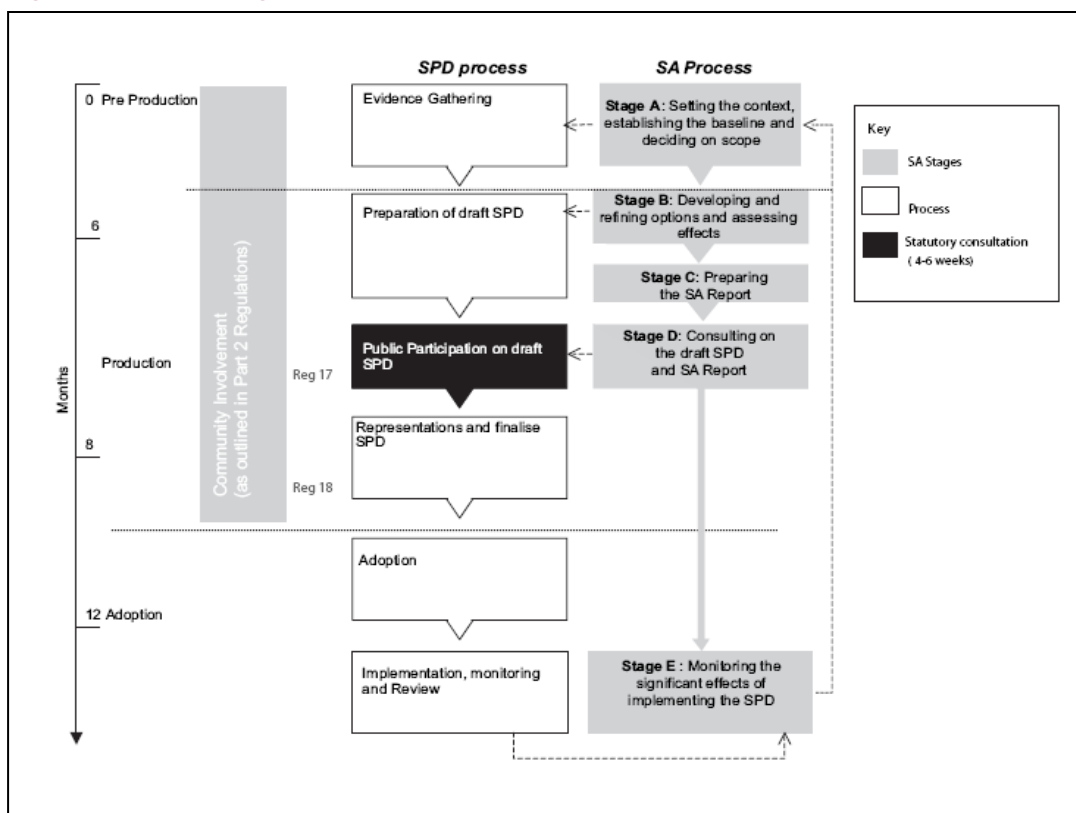 SPD process
SA Process
0 Pre Production
Evidence Gathering
Stage A: Setting the context,
establishing the baseline and
deciding on scope
Key
SA Stages
Process
Statutory consultation
( 4-6 weeks)
6
Preparation of draft SPD
Stage B: Developing and
refining options and assessing
effects
Stage C: Preparing
the SA Report
Months
Production
Community Involvement
(as outlined in Part 2 Regulations)
Reg 17
Public Participation on draft
SPD
Stage D: Consulting on
the draft SPD
and SA Report
8
Representations and finalise
SPD
Reg 18
Adoption
12 Adoption
Implementation, monitoring
and Review
Stage E : Monitoring the
significant effects of
implementing the SPD